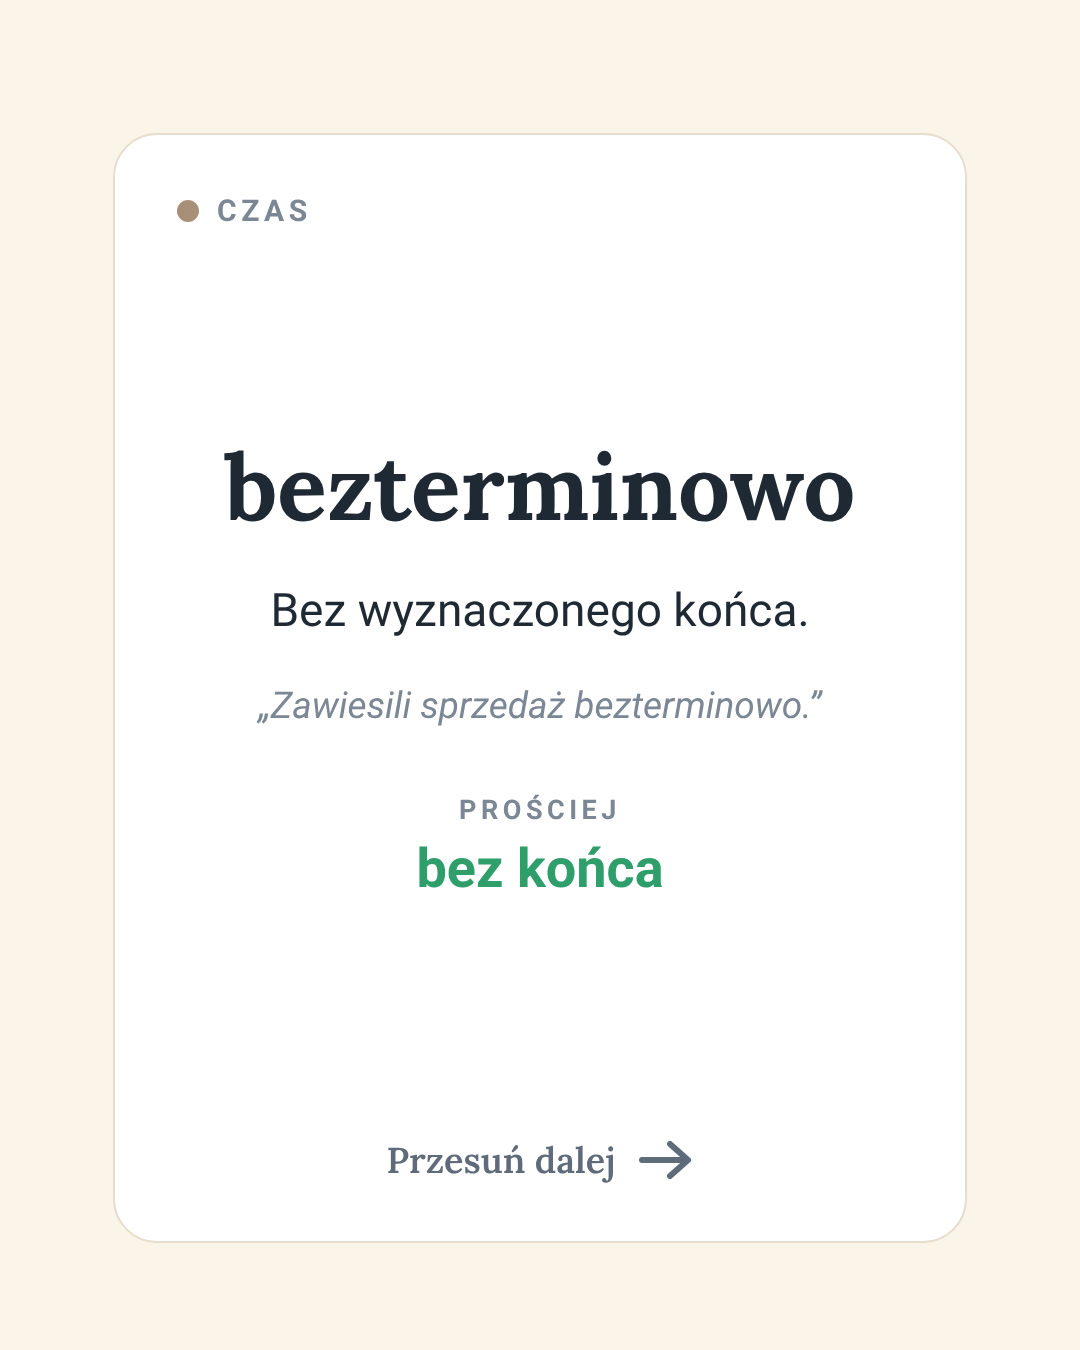 CZAS
bezterminowo
Bez wyznaczonego końca.
„Zawiesili sprzedaż bezterminowo.”
PROŚCIEJ
bez końca
Przesuń dalej